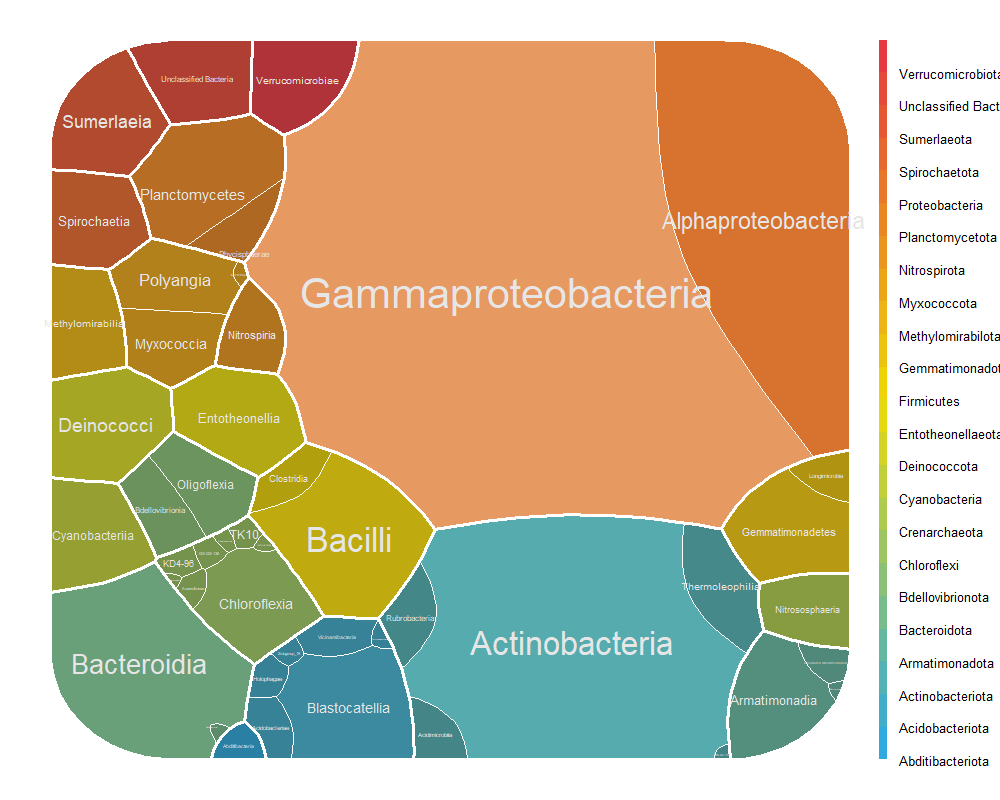 Verrucomicrobiota
Unclassified Bact
Sumerlaeota
Spirochaetota
Proteobacteria
Planctomycetota
Nitrospirota
Myxococcota
Methylomirabilota
Gemmatimonadot
Firmicutes
Entotheonellaeota
Deinococcota
Cyanobacteria
Crenarchaeota
Chloroflexi
Bdellovibrionota
Bacteroidota
Armatimonadota
Actinobacteriota
Acidobacteriota
Abditibacteriota
Unclassified Bacteria
Verrucomicrobiae
Sumerlaeia
Planctomycetes
Spirochaetia
Phycisphaerae
Alphaproteobacteria
Gammaproteobacteria
Polyangia
Methylomirabilia
Myxococcia
Nitrospiria
Deinococci
Entotheonellia
Clostridia
Oligoflexia
Bdellovibrionia
Longimicrobia
Cyanobacteriia
TK10
Bacilli
Gemmatimonadetes
KD4-96
Chloroflexia
Thermoleophilia
Nitrososphaeria
Rubrobacteria
Vicinamibacteria
Actinobacteria
Bacteroidia
Holophagae
Blastocatellia
Armatimonadia
Acidobacteriae
Acidimicrobiia
Abditibacteria